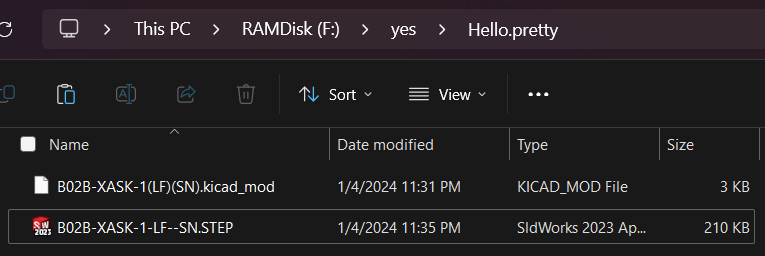 This PC > RAMDisk (F:) > yes > Hello.pretty
Sort View
Name Date modified Type Size
B02B-XASK-1(LF)(SN).kicad_mod 1/4/2024 11:31 PM KICAD_MOD File 3 KB
SW 2023 B02B-XASK-1-LF--SN.STEP 1/4/2024 11:35 PM SldWorks 2023 Ap... 210 KB